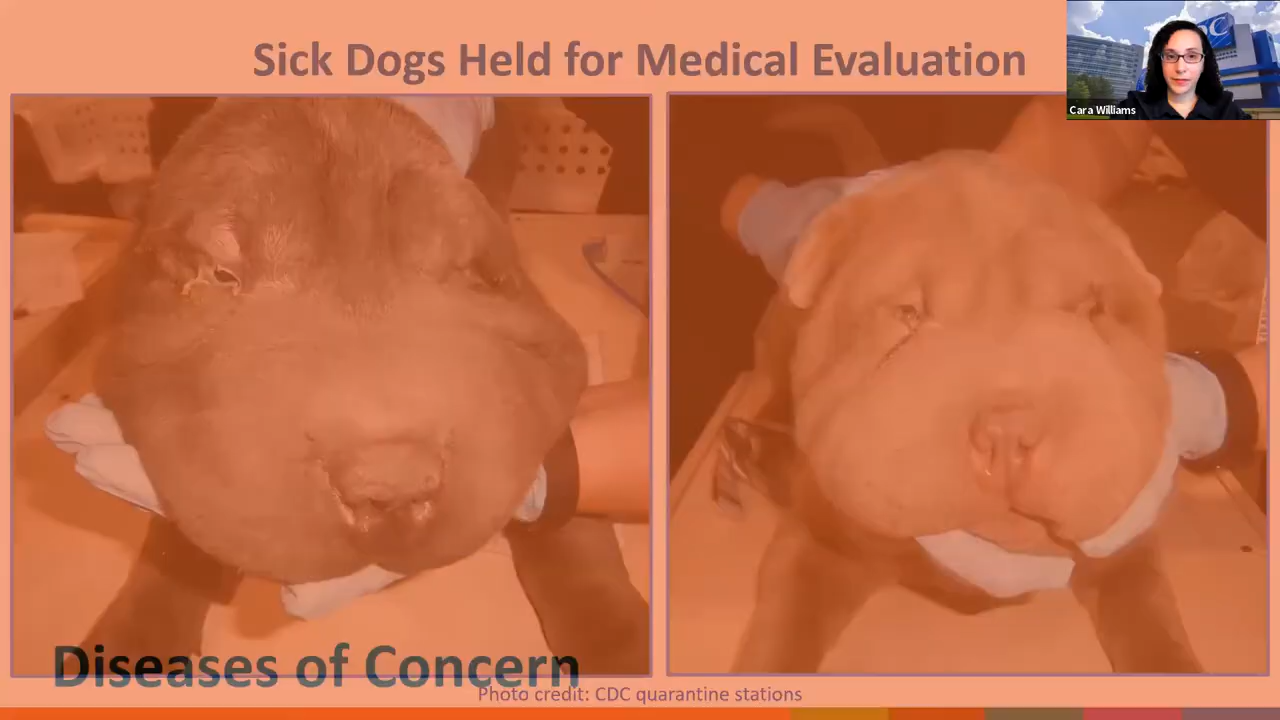 Sick Dogs Held for Medical Evaluation
Cara Williams
Diseases of Concern
Photo credit: CDC quarantine stations